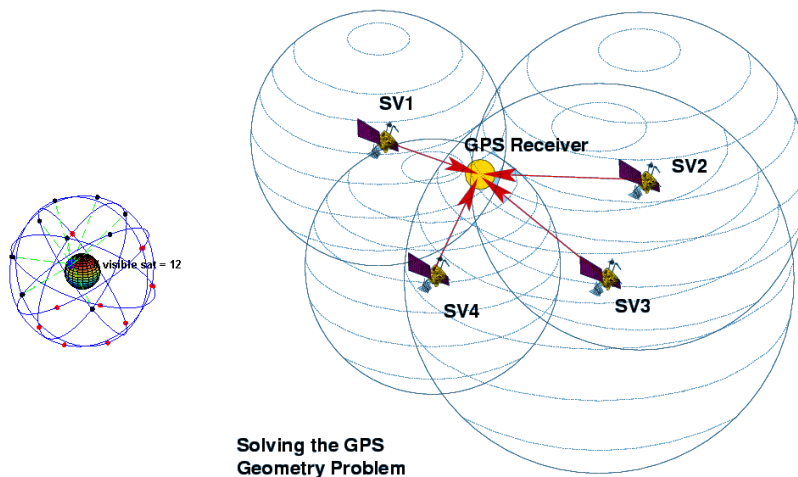 SV1
GPS Receiver
SV2
visible sat = 12
SV4
SV3
Solving the GPS
Geometry Problem